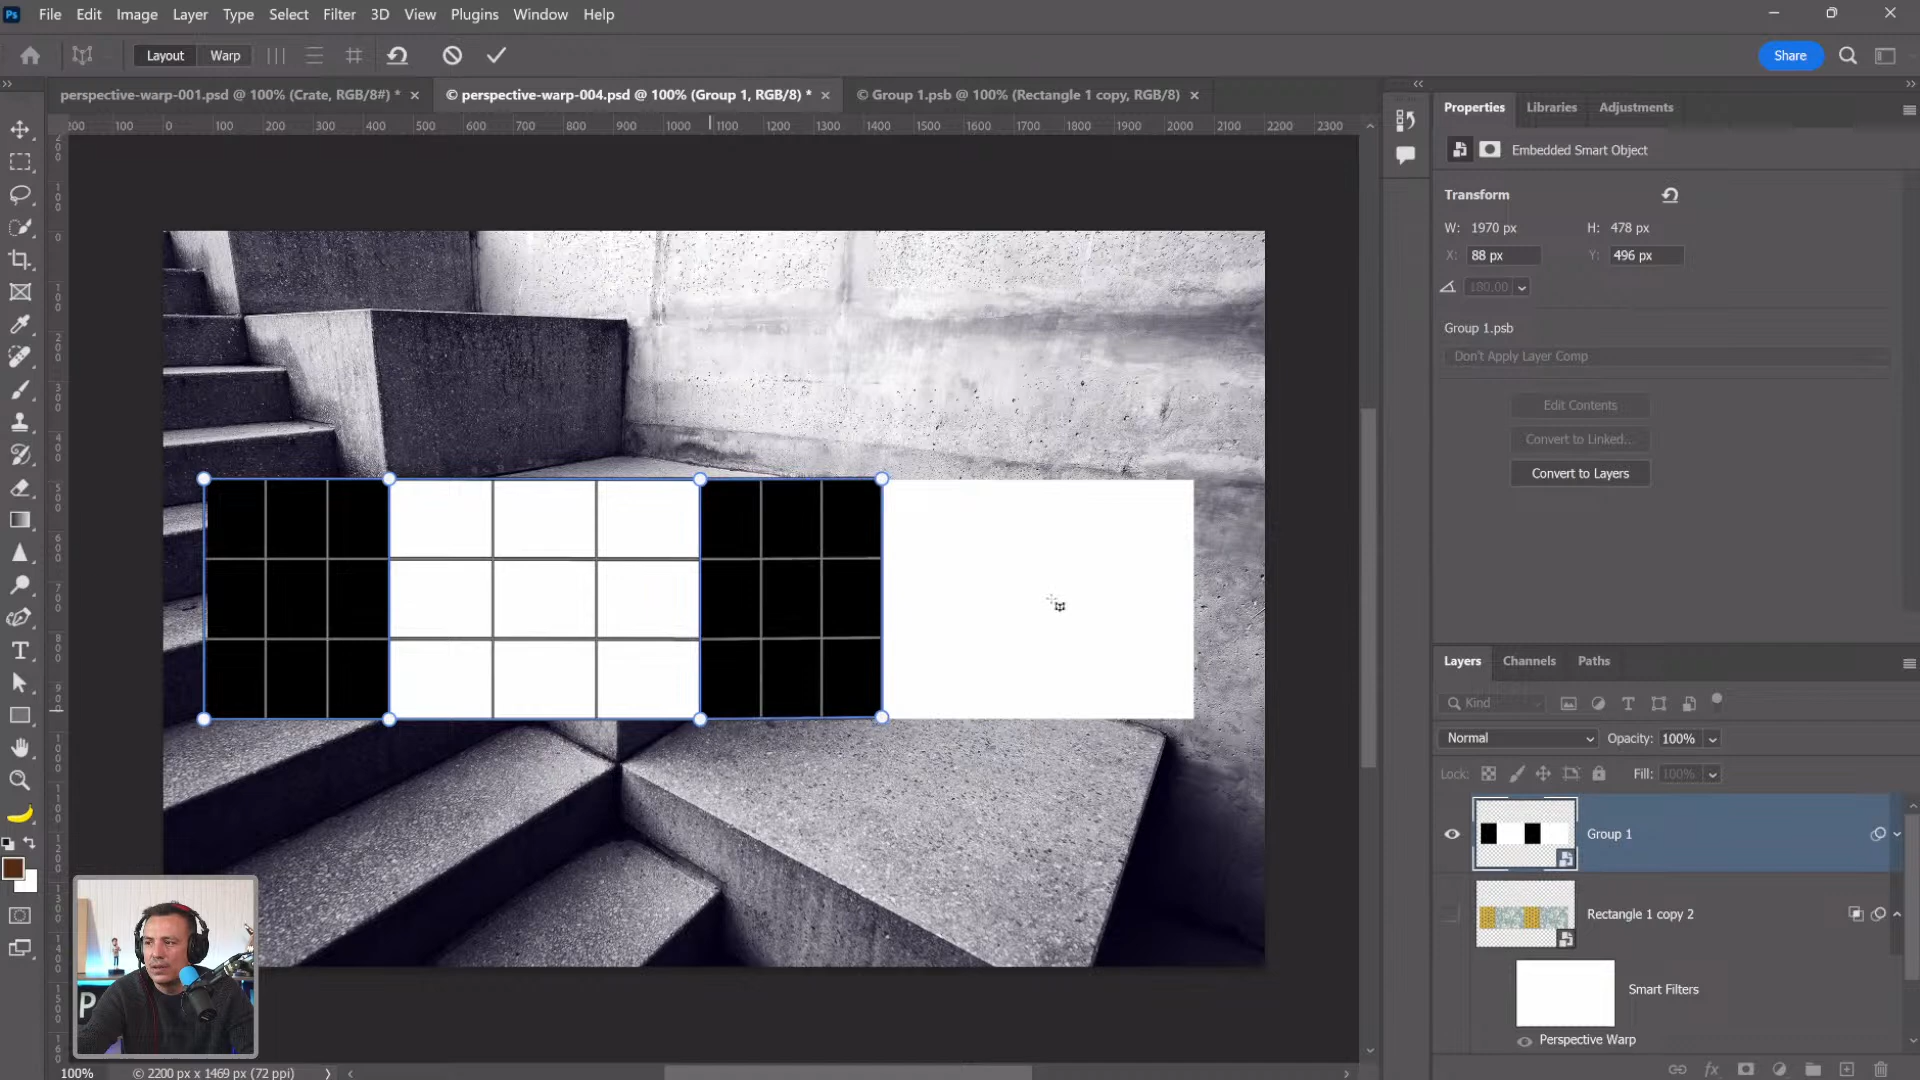 Ps File Edit Image Layer Type Select Filter 3D View Plugins Window Help
Layout Warp Share
perspective-warp-001.psd @ 100% (Crate, RGB/8#) * © perspective-warp-004.psd @ 100% (Group 1, RGB/8) * © Group 1.psb @ 100% (Rectangle 1 copy, RGB/8)
200 100 0 100 200 300 400 500 600 700 800 900 1000 1100 1200 1300 1400 1500 1600 1700 1800 1900 2000 2100 2200 2300
Properties Libraries Adjustments
Embedded Smart Object
Transform
W: 1970 px H: 478 px
X: 88 px Y: 496 px
180.00
Group 1.psb
Don't Apply Layer Comp
Edit Contents
Convert to Linked...
Convert to Layers
Layers Channels Paths
Kind
Normal Opacity: 100%
Lock: Fill: 100%
Group 1
Rectangle 1 copy 2
Smart Filters
Perspective Warp
100% © 2200 px x 1469 px (72 ppi)